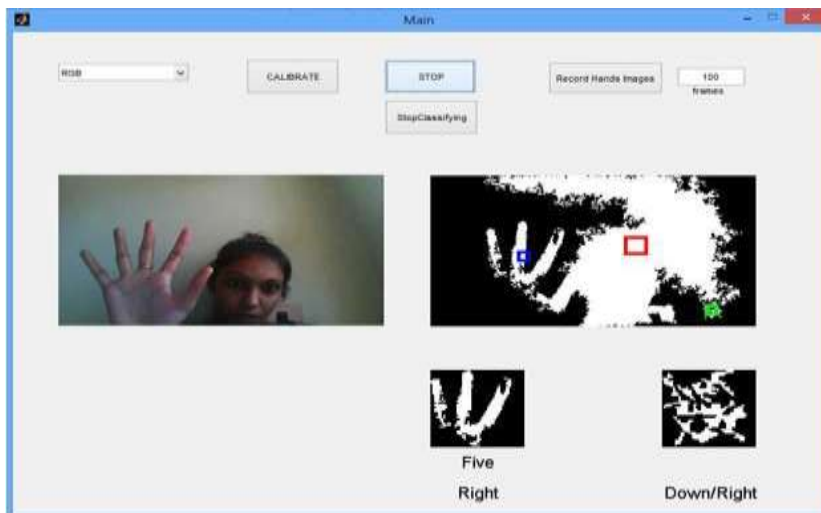 Main
RGB
CALIBRATE
STOP
Record Hands Images
100
frames
StopClassifying
Five
Right
Down/Right